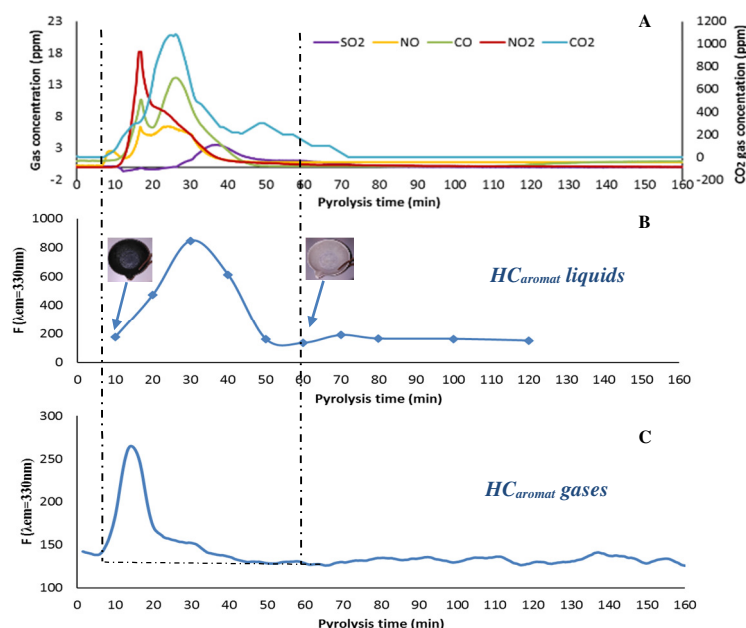 A
SO2 NO CO NO2 CO2
Gas concentration (ppm)
23
18
13
8
3
-2
1200
1000
800
600
400
200
0
-200
CO2 gas concentration (ppm)
0 10 20 30 40 50 60 70 80 90 100 110 120 130 140 150 160
Pyrolysis time (min)
B
HCaromat liquids
F (λem=330nm)
1000
800
600
400
200
0
0 10 20 30 40 50 60 70 80 90 100 110 120 130 140 150 160
Pyrolysis time (min)
C
HCaromat gases
F (λem=330nm)
300
250
200
150
100
0 10 20 30 40 50 60 70 80 90 100 110 120 130 140 150 160
Pyrolysis time (min)